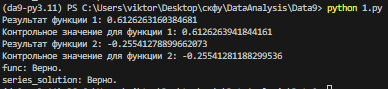 (da9-py3.11) PS C:\Users\viktor\Desktop\скфу\DataAnalysis\Data9> python 1.py
Результат функции 1: 0.6126263160384681
Контрольное значение для функции 1: 0.6126263941844161
Результат функции 2: -0.25541278899662073
Контрольное значение для функции 2: -0.25541281188299536
func: Верно.
series_solution: Верно.